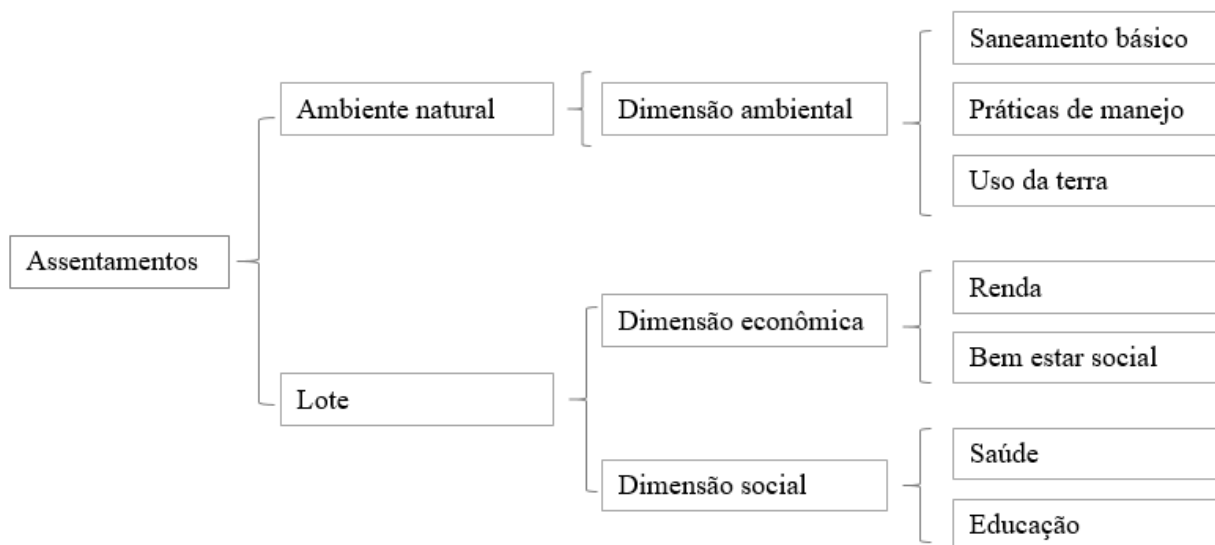 Assentamentos
Ambiente natural
Dimensão ambiental
Saneamento básico
Práticas de manejo
Uso da terra
Lote
Dimensão econômica
Renda
Bem estar social
Dimensão social
Saúde
Educação